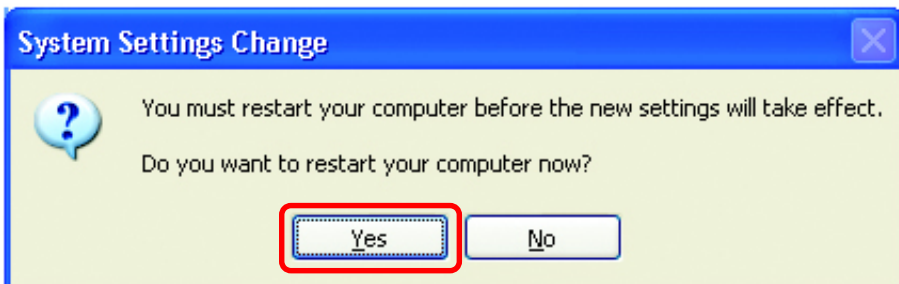 System Settings Change
You must restart your computer before the new settings will take effect.
Do you want to restart your computer now?
Yes
No